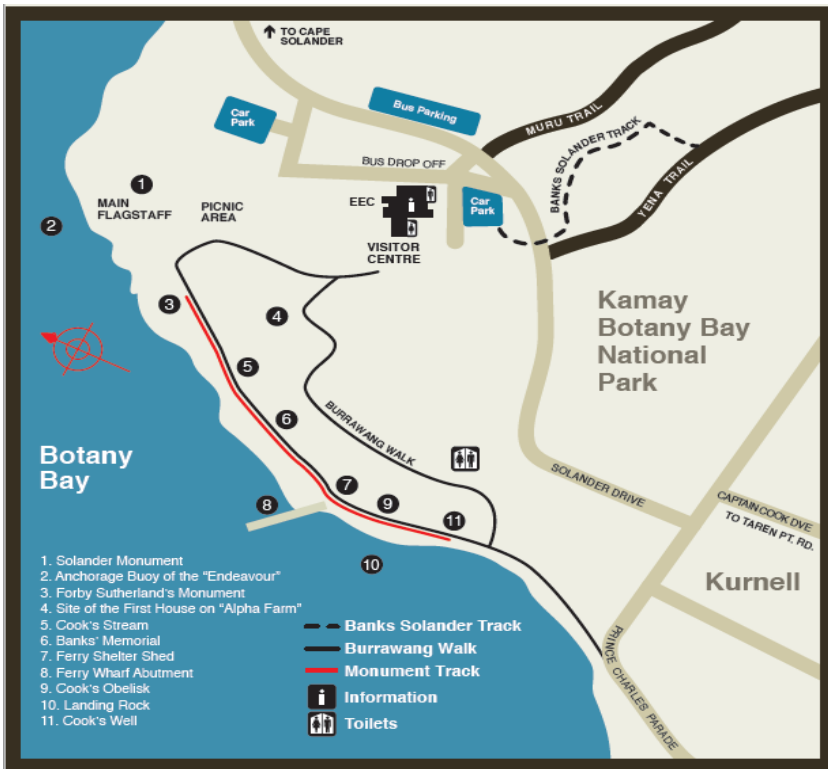 TO CAPE
SOLANDER
Car
Park
Bus Parking
MURU TRAIL
BANKS SOLANDER TRACK
YENA TRAIL
BUS DROP OFF
1
MAIN
FLAGSTAFF
PICNIC
AREA
EEC
i
Car
Park
VISITOR
CENTRE
2
3
4
5
6
7
8
9
10
11
Kamay
Botany Bay
National
Park
BURRAWANG WALK
Botany
Bay
SOLANDER DRIVE
CAPTAIN COOK DVE
TO TAREN PT. RD.
Kurnell
PRINCE CHARLES PARADE
1. Solander Monument
2. Anchorage Buoy of the "Endeavour"
3. Forby Sutherland's Monument
4. Site of the First House on "Alpha Farm"
5. Cook's Stream
6. Banks' Memorial
7. Ferry Shelter Shed
8. Ferry Wharf Abutment
9. Cook's Obelisk
10. Landing Rock
11. Cook's Well
Banks Solander Track
Burrawang Walk
Monument Track
i Information
Toilets